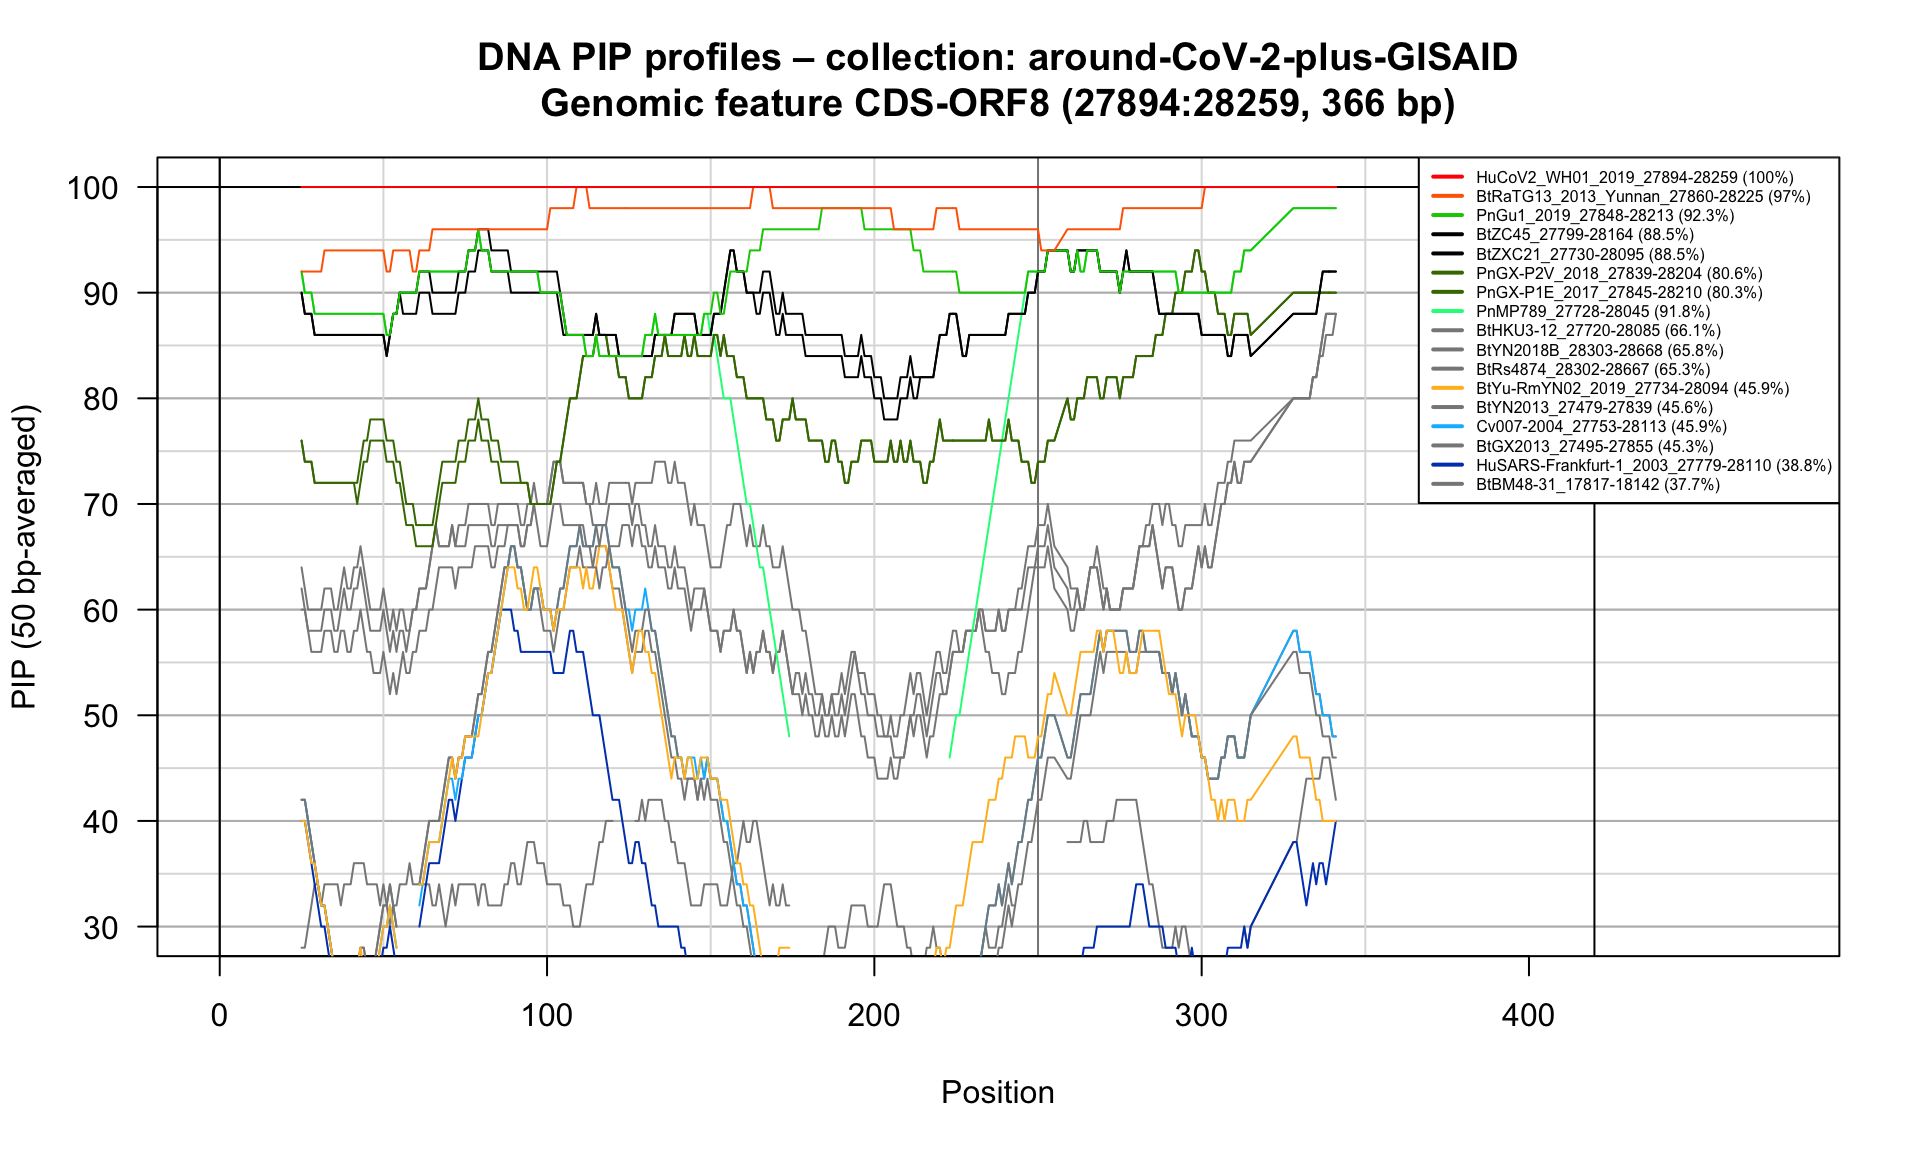 DNA PIP profiles – collection: around-CoV-2-plus-GISAID
Genomic feature CDS-ORF8 (27894:28259, 366 bp)
HuCoV2_WH01_2019_27894-28259 (100%)
BtRaTG13_2013_Yunnan_27860-28225 (97%)
PnGu1_2019_27848-28213 (92.3%)
BtZC45_27799-28164 (88.5%)
BtZXC21_27730-28095 (88.5%)
PnGX-P2V_2018_27839-28204 (80.6%)
PnGX-P1E_2017_27845-28210 (80.3%)
PnMP789_27728-28045 (91.8%)
BtHKU3-12_27720-28085 (66.1%)
BtYN2018B_28303-28668 (65.8%)
BtRs4874_28302-28667 (65.3%)
BtYu-RmYN02_2019_27734-28094 (45.9%)
BtYN2013_27479-27839 (45.6%)
Cv007-2004_27753-28113 (45.9%)
BtGX2013_27495-27855 (45.3%)
HuSARS-Frankfurt-1_2003_27779-28110 (38.8%)
BtBM48-31_17817-18142 (37.7%)
PIP (50 bp-averaged)
100
90
80
70
60
50
40
30
0 100 200 300 400
Position